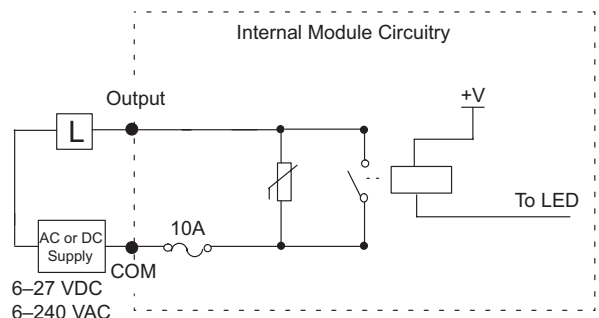 Internal Module Circuitry
Output
+V
L
To LED
10A
AC or DC
Supply
COM
6–27 VDC
6–240 VAC